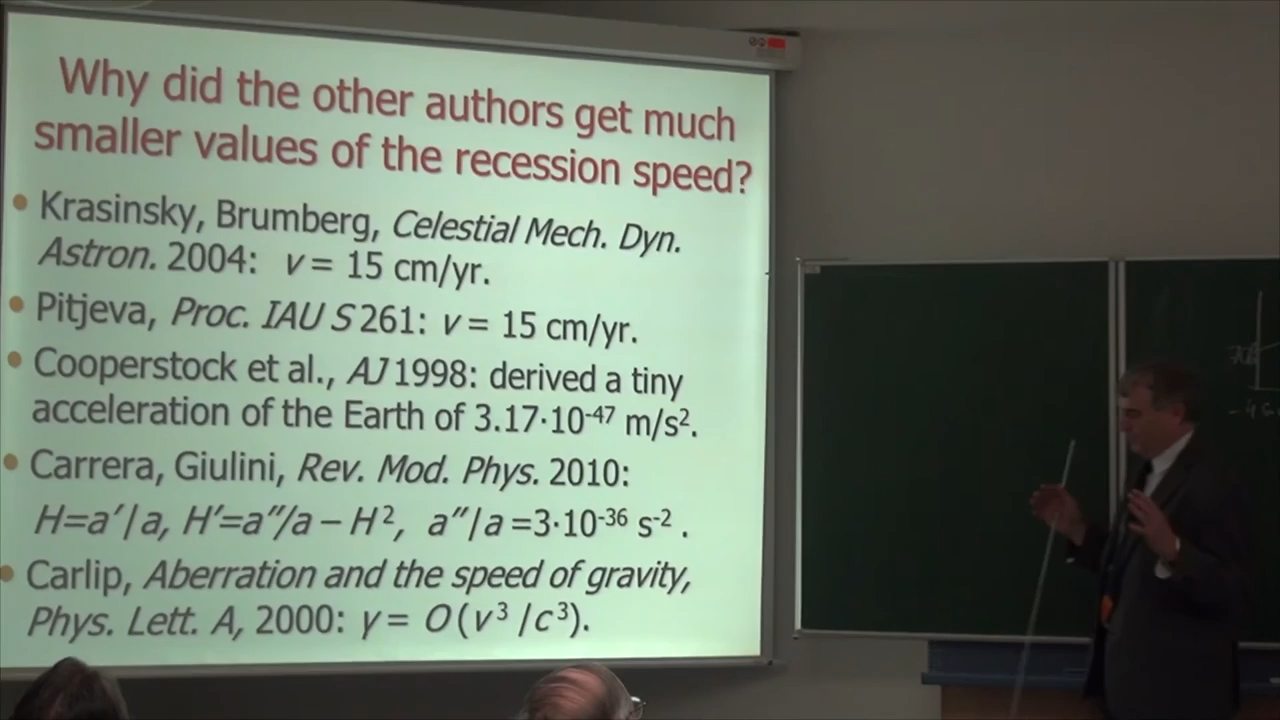 Why did the other authors get much
smaller values of the recession speed?
• Krasinsky, Brumberg, Celestial Mech. Dyn.
Astron. 2004: v = 15 cm/yr.
• Pitjeva, Proc. IAU S 261: v = 15 cm/yr.
• Cooperstock et al., AJ 1998: derived a tiny
acceleration of the Earth of 3.17·10⁻⁴⁷ m/s².
• Carrera, Giulini, Rev. Mod. Phys. 2010:
H=a′/a, H′=a″/a – H², a″/a =3·10⁻³⁶ s⁻².
• Carlip, Aberration and the speed of gravity,
Phys. Lett. A, 2000: γ = O(v³/c³).